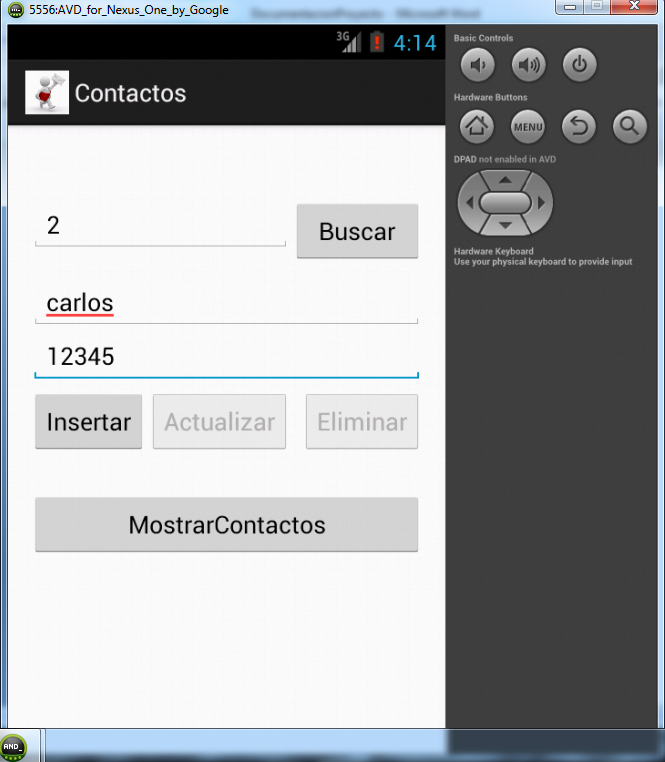 5556:AVD_for_Nexus_One_by_Google
3G 4:14
Contactos
2
Buscar
carlos
12345
Insertar Actualizar Eliminar
MostrarContactos
Basic Controls
Hardware Buttons
MENU
DPAD not enabled in AVD
Hardware Keyboard
Use your physical keyboard to provide input
AND_